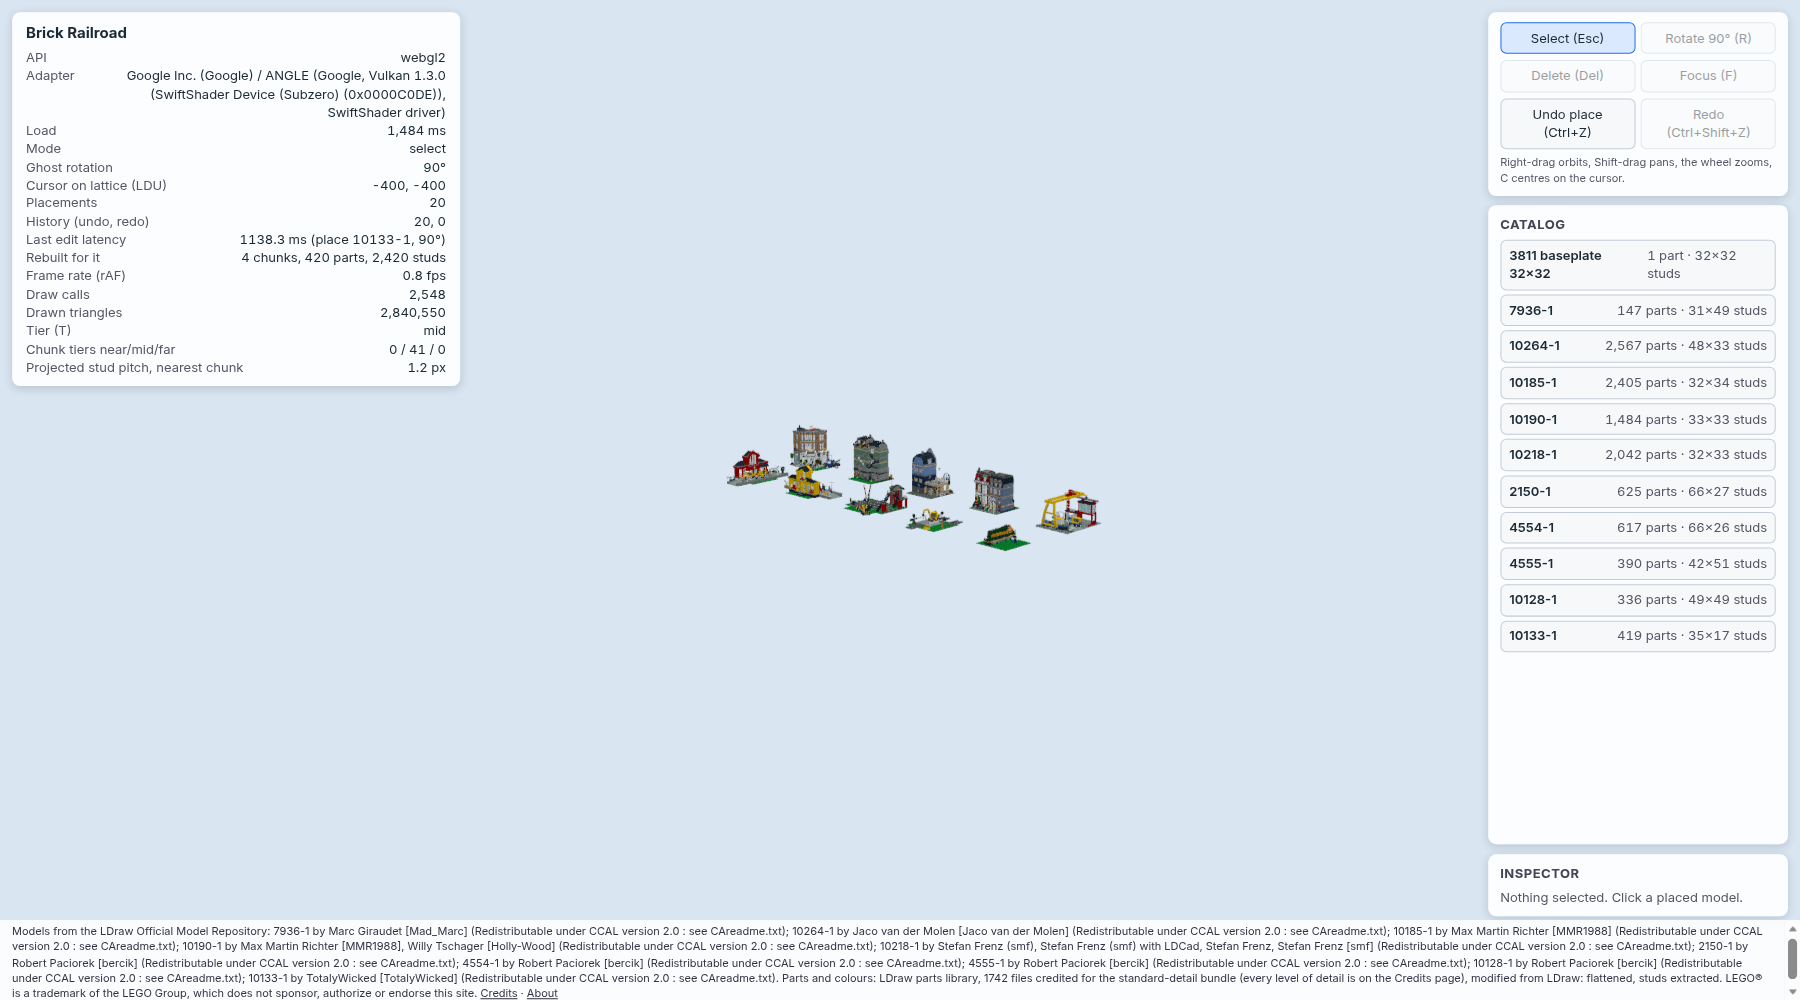 Brick Railroad
API webgl2
Adapter Google Inc. (Google) / ANGLE (Google, Vulkan 1.3.0
(SwiftShader Device (Subzero) (0x0000C0DE)),
SwiftShader driver)
Load 1,484 ms
Mode select
Ghost rotation 90°
Cursor on lattice (LDU) -400, -400
Placements 20
History (undo, redo) 20, 0
Last edit latency 1138.3 ms (place 10133-1, 90°)
Rebuilt for it 4 chunks, 420 parts, 2,420 studs
Frame rate (rAF) 0.8 fps
Draw calls 2,548
Drawn triangles 2,840,550
Tier (T) mid
Chunk tiers near/mid/far 0 / 41 / 0
Projected stud pitch, nearest chunk 1.2 px
Select (Esc) Rotate 90° (R)
Delete (Del) Focus (F)
Undo place
(Ctrl+Z)
Redo
(Ctrl+Shift+Z)
Right-drag orbits, Shift-drag pans, the wheel zooms,
C centres on the cursor.
CATALOG
3811 baseplate
32×32
1 part · 32×32
studs
7936-1 147 parts · 31×49 studs
10264-1 2,567 parts · 48×33 studs
10185-1 2,405 parts · 32×34 studs
10190-1 1,484 parts · 33×33 studs
10218-1 2,042 parts · 32×33 studs
2150-1 625 parts · 66×27 studs
4554-1 617 parts · 66×26 studs
4555-1 390 parts · 42×51 studs
10128-1 336 parts · 49×49 studs
10133-1 419 parts · 35×17 studs
INSPECTOR
Nothing selected. Click a placed model.
Models from the LDraw Official Model Repository: 7936-1 by Marc Giraudet [Mad_Marc] (Redistributable under CCAL version 2.0 : see CAreadme.txt); 10264-1 by Jaco van der Molen [Jaco van der Molen] (Redistributable under CCAL version 2.0 : see CAreadme.txt); 10185-1 by Max Martin Richter [MMR1988] (Redistributable under CCAL
version 2.0 : see CAreadme.txt); 10190-1 by Max Martin Richter [MMR1988], Willy Tschager [Holly-Wood] (Redistributable under CCAL version 2.0 : see CAreadme.txt); 10218-1 by Stefan Frenz (smf), Stefan Frenz (smf) with LDCad, Stefan Frenz, Stefan Frenz [smf] (Redistributable under CCAL version 2.0 : see CAreadme.txt); 2150-1 by
Robert Paciorek [bercik] (Redistributable under CCAL version 2.0 : see CAreadme.txt); 4554-1 by Robert Paciorek [bercik] (Redistributable under CCAL version 2.0 : see CAreadme.txt); 4555-1 by Robert Paciorek [bercik] (Redistributable under CCAL version 2.0 : see CAreadme.txt); 10128-1 by Robert Paciorek [bercik] (Redistributable
under CCAL version 2.0 : see CAreadme.txt); 10133-1 by TotalyWicked [TotalyWicked] (Redistributable under CCAL version 2.0 : see CAreadme.txt). Parts and colours: LDraw parts library, 1742 files credited for the standard-detail bundle (every level of detail is on the Credits page), modified from LDraw: flattened, studs extracted. LEGO®
is a trademark of the LEGO Group, which does not sponsor, authorize or endorse this site. Credits · About